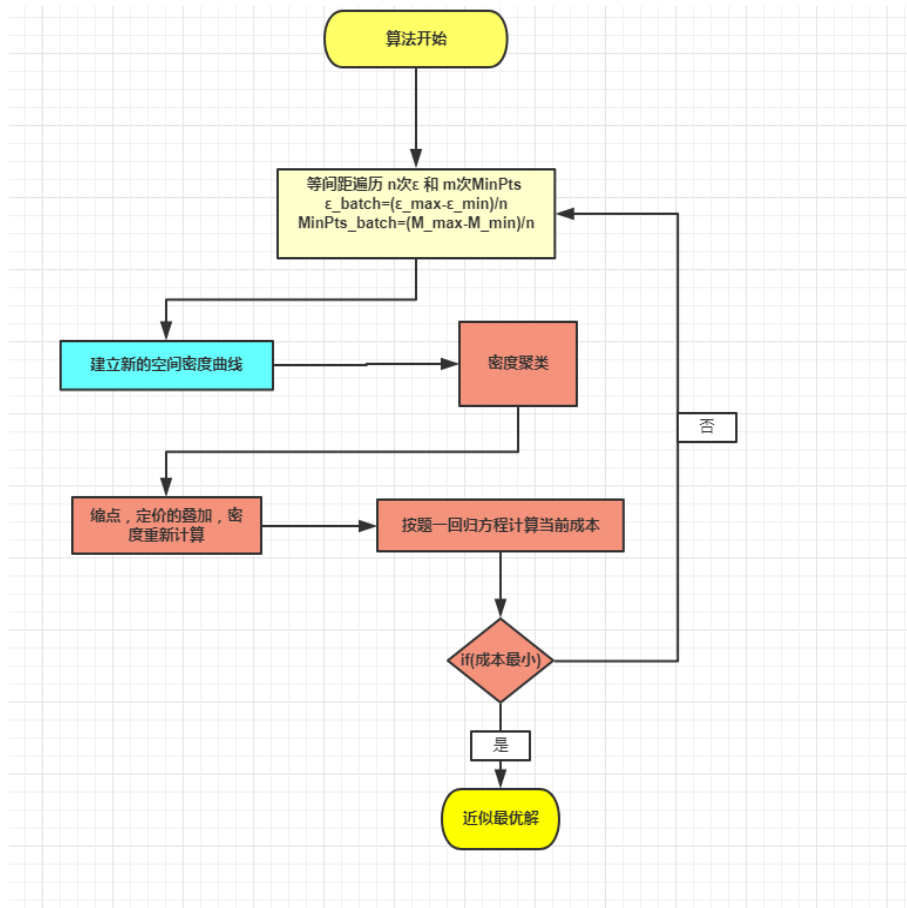 算法开始
等间距遍历 n次ε 和 m次MinPts
ε_batch=(ε_max-ε_min)/n
MinPts_batch=(M_max-M_min)/n
建立新的空间密度曲线
密度聚类
否
缩点，定价的叠加，密
度重新计算
按题一回归方程计算当前成本
if(成本最小)
是
近似最优解